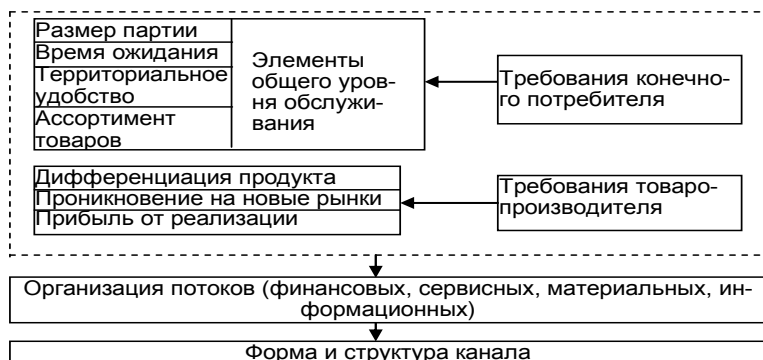 Размер партии
Время ожидания
Территориальное
удобство
Ассортимент
товаров
Элементы
общего уров-
ня обслужи-
вания
Требования конечно-
го потребителя
Дифференциация продукта
Проникновение на новые рынки
Прибыль от реализации
Требования товаро-
производителя
Организация потоков (финансовых, сервисных, материальных, ин-
формационных)
Форма и структура канала